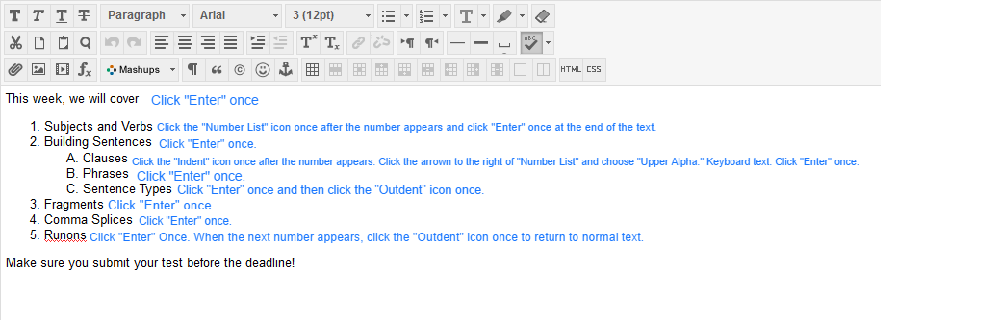 T T T T Paragraph Arial 3 (12pt) T
Tx Tx
fx Mashups HTML CSS
This week, we will cover Click "Enter" once
1. Subjects and Verbs Click the "Number List" icon once after the number appears and click "Enter" once at the end of the text.
2. Building Sentences Click "Enter" once.
A. Clauses Click the "Indent" icon once after the number appears. Click the arrown to the right of "Number List" and choose "Upper Alpha." Keyboard text. Click "Enter" once.
B. Phrases Click "Enter" once.
C. Sentence Types Click "Enter" once and then click the "Outdent" icon once.
3. Fragments Click "Enter" once.
4. Comma Splices Click "Enter" once.
5. Runons Click "Enter" Once. When the next number appears, click the "Outdent" icon once to return to normal text.
Make sure you submit your test before the deadline!